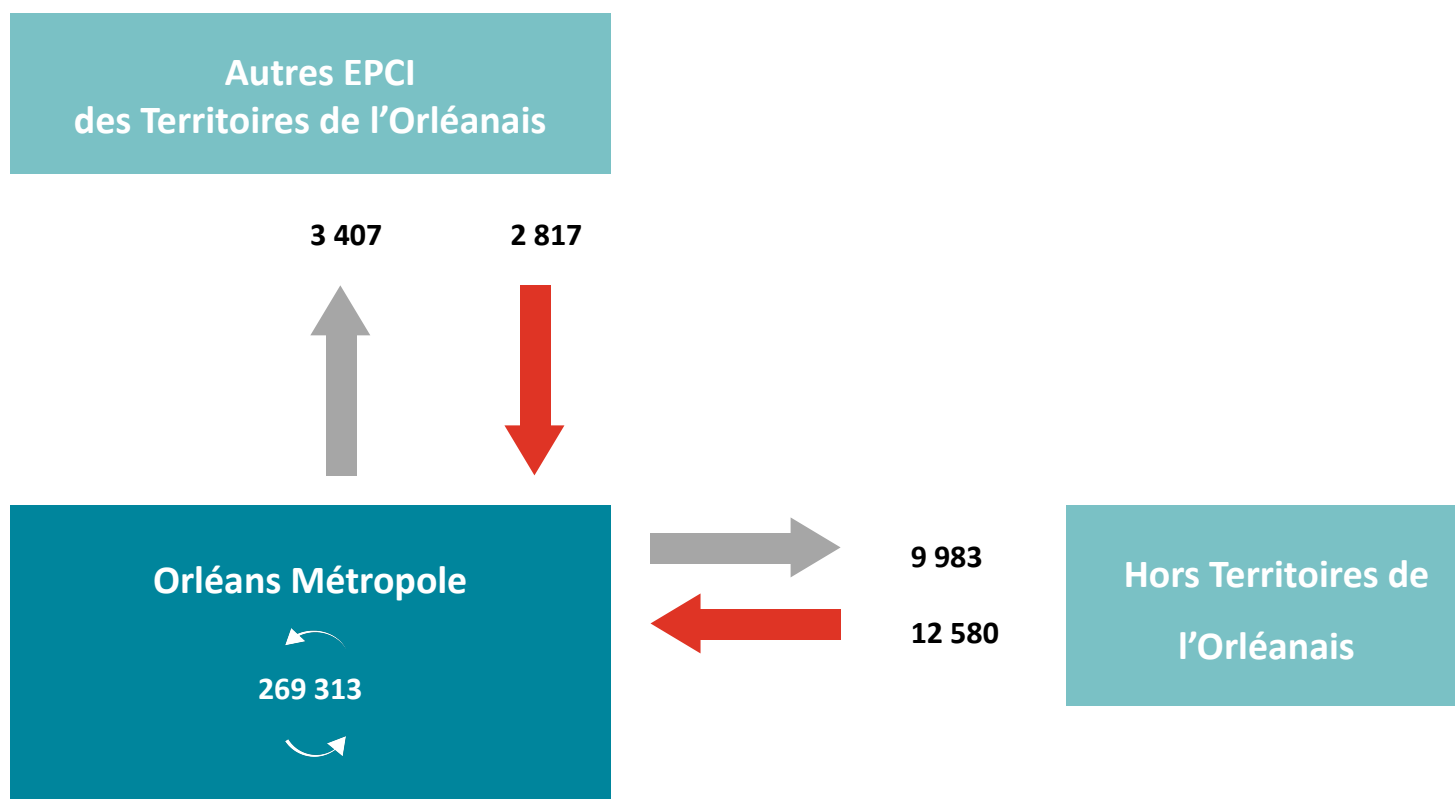 Autres EPCI
des Territoires de l’Orléanais
3 407
2 817
Orléans Métropole
269 313
9 983
12 580
Hors Territoires de
l’Orléanais